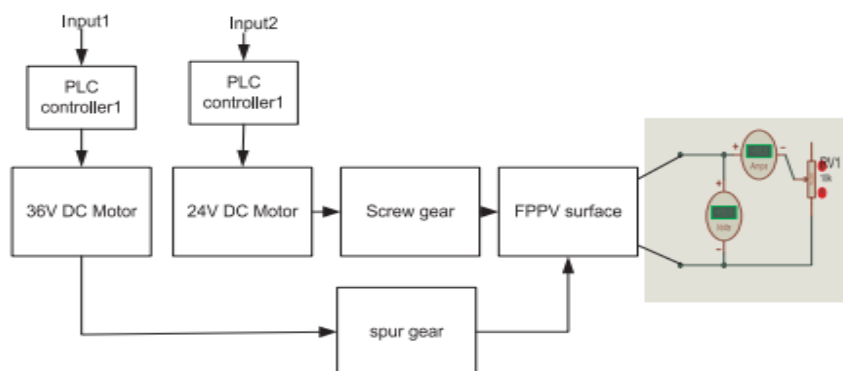 Input1
Input2
PLC
controller1
PLC
controller1
36V DC Motor
24V DC Motor
Screw gear
FPPV surface
spur gear
+
-
Amps
RV1
10k
+
Volts
-